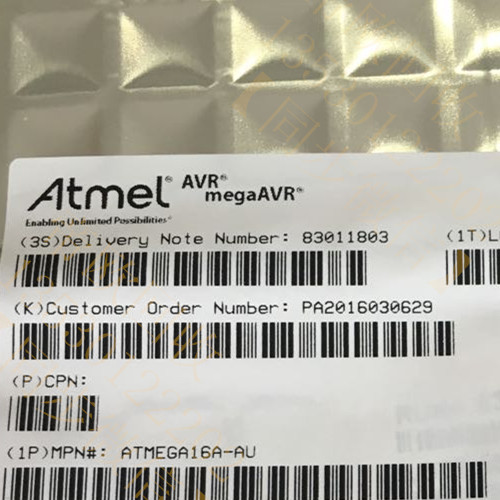 Atmel® AVR®
megaAVR®
Enabling Unlimited Possibilities®
(3S)Delivery Note Number: 83011803 (1T)L
(K)Customer Order Number: PA2016030629
(P)CPN:
(1P)MPN#: ATMEGA16A-AU